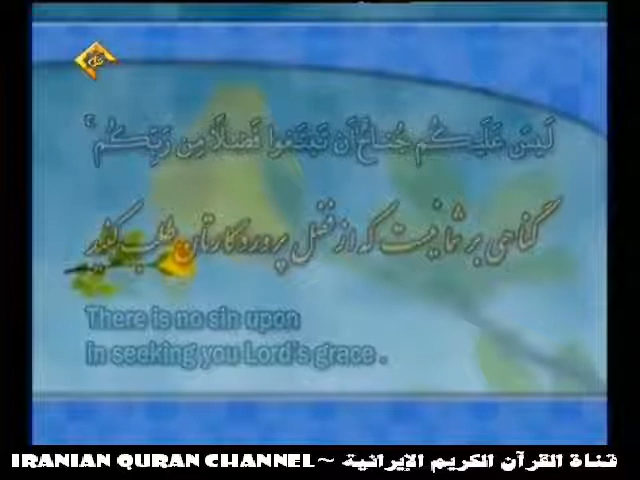 لَيْسَ عَلَيْكُمْ جُنَاحٌ أَن تَبْتَغُوا فَضْلًا مِن رَبِّكُمْ ۚ
گناهی بر شما نیست که از فضل پروردگارتان طلب کنید
There is no sin upon
in seeking you Lord's grace .
IRANIAN QURAN CHANNEL ~ قناة القرآن الكريم الإيرانية